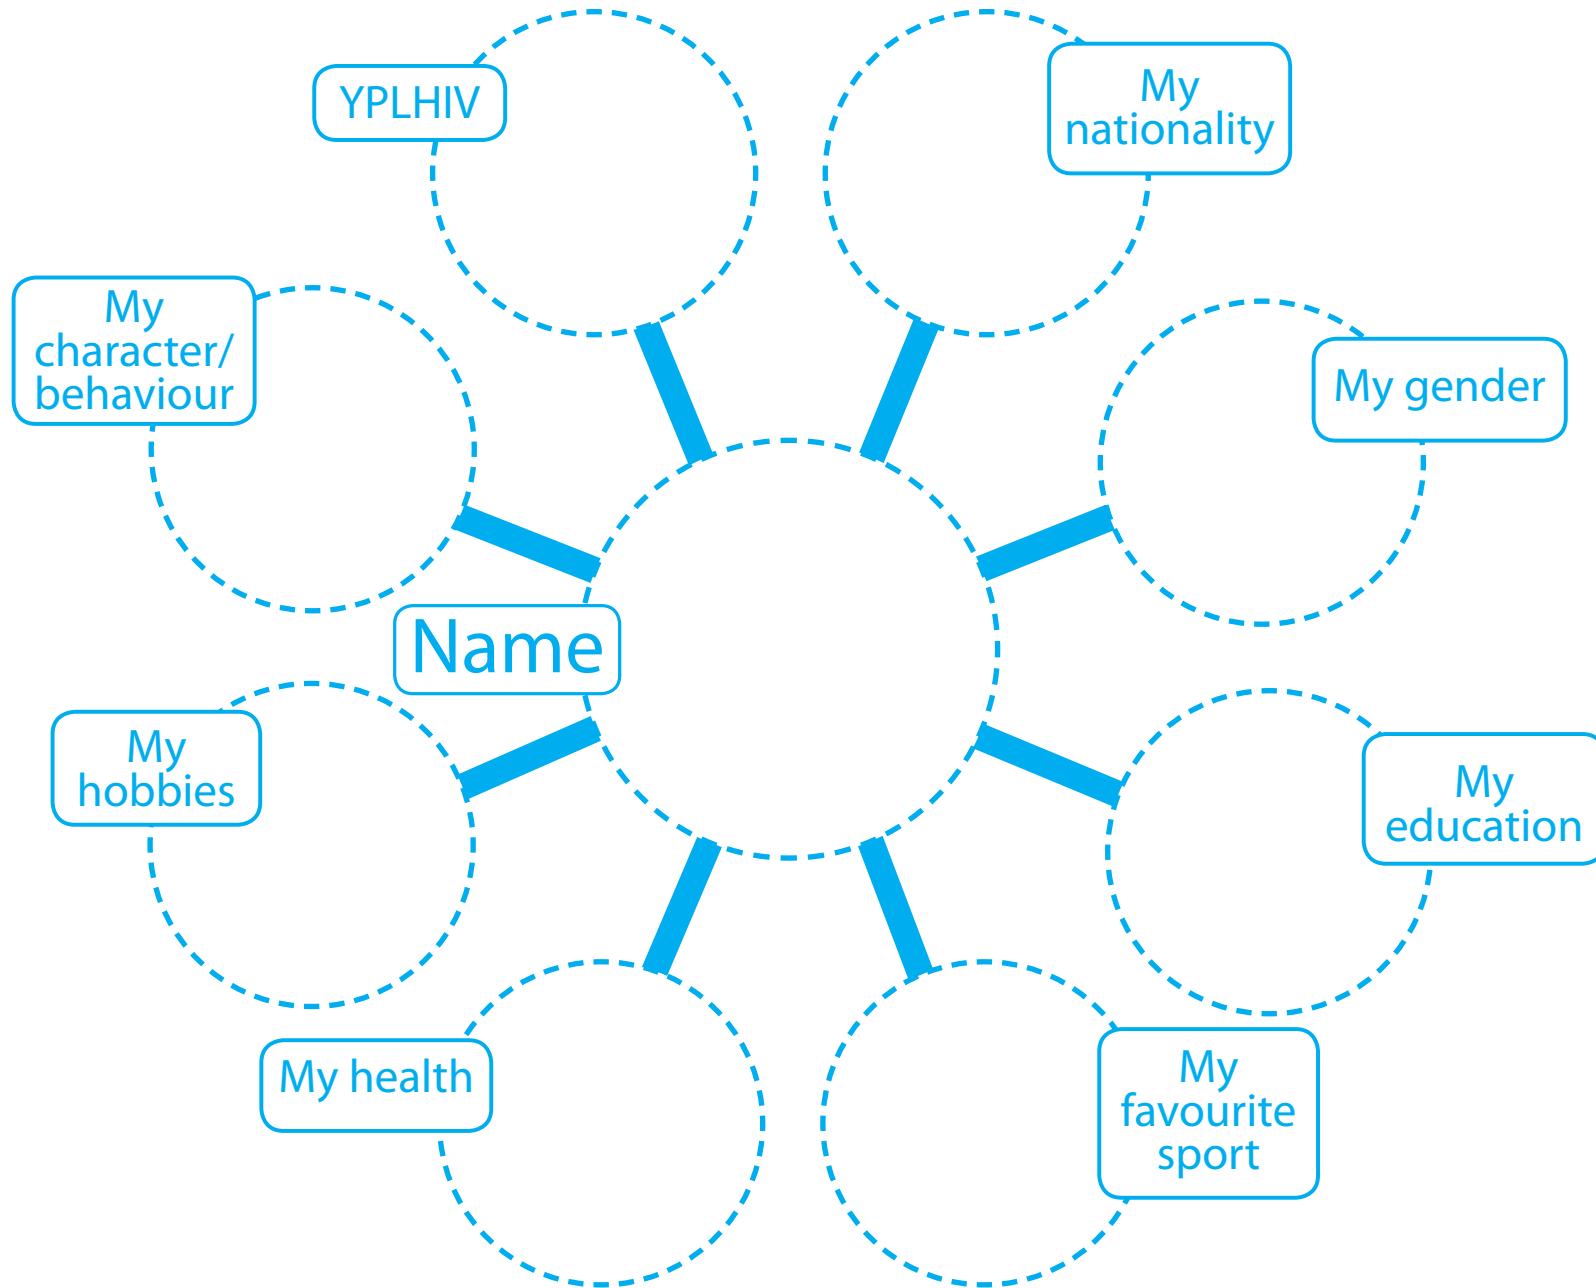 YPLHIV
My
nationality
My
character/
behaviour
My gender
Name
My
hobbies
My
education
My health
My
favourite
sport